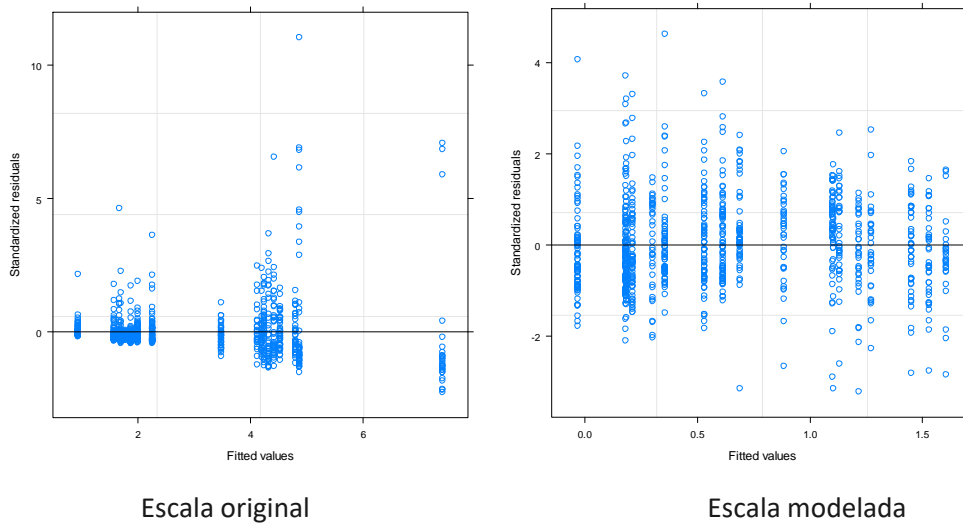 10
5
0
Standardized residuals
2
4
6
Fitted values
Escala original
4
2
0
-2
Standardized residuals
0.0
0.5
1.0
1.5
Fitted values
Escala modelada